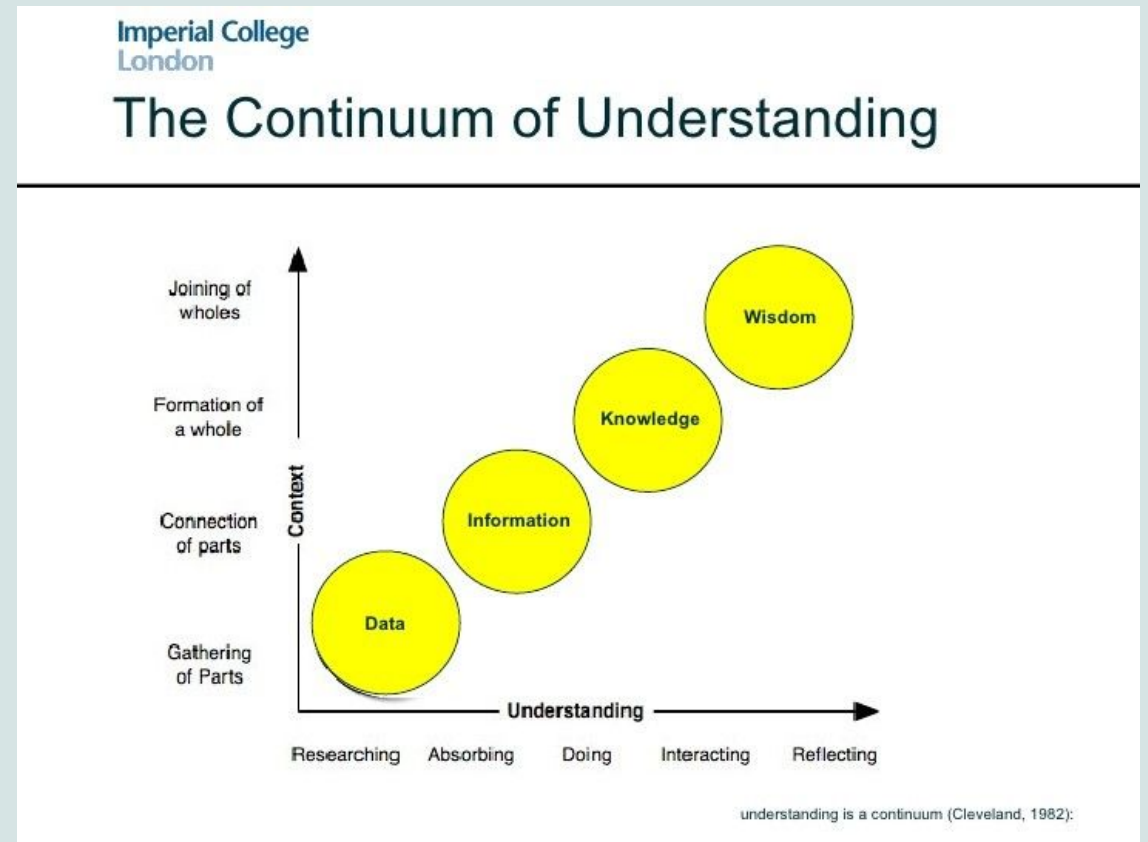 Imperial College
London
The Continuum of Understanding
Joining of
wholes
Formation of
a whole
Connection
of parts
Gathering
of Parts
Context
Wisdom
Knowledge
Information
Data
Understanding
Researching Absorbing Doing Interacting Reflecting
understanding is a continuum (Cleveland, 1982):